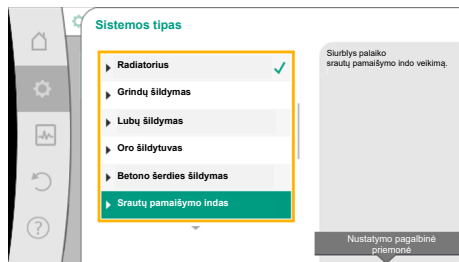 Sistemos tipas
Radiatorius
Grindų šildymas
Lubų šildymas
Oro šildytuvas
Betono šerdies šildymas
Srautų pamaišymo indas
Siurblys palaiko
srautų pamaišymo indo veikimą.
Nustatymo pagalbinė
priemonė